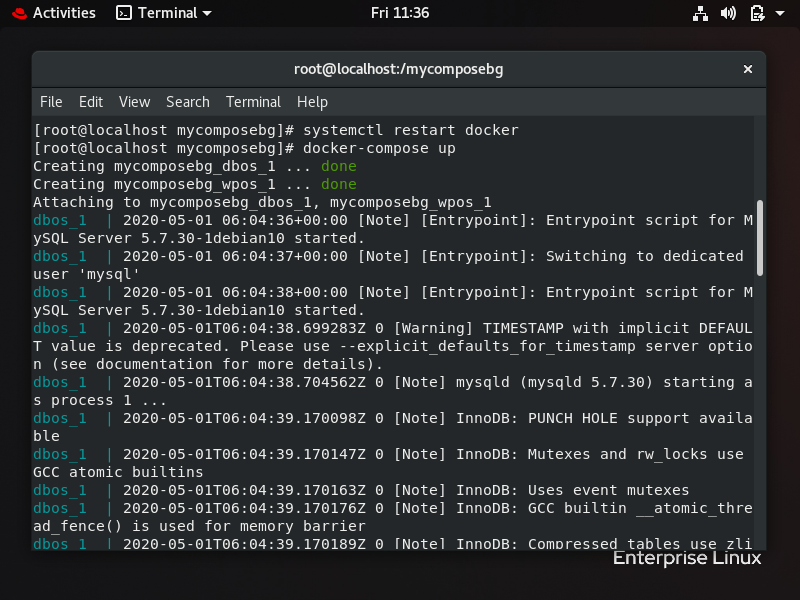 Activities Terminal Fri 11:36
root@localhost:/mycomposebg ×
File Edit View Search Terminal Help
[root@localhost mycomposebg]# systemctl restart docker
[root@localhost mycomposebg]# docker-compose up
Creating mycomposebg_dbos_1 ... done
Creating mycomposebg_wpos_1 ... done
Attaching to mycomposebg_dbos_1, mycomposebg_wpos_1
dbos_1  | 2020-05-01 06:04:36+00:00 [Note] [Entrypoint]: Entrypoint script for M
ySQL Server 5.7.30-1debian10 started.
dbos_1  | 2020-05-01 06:04:37+00:00 [Note] [Entrypoint]: Switching to dedicated
user 'mysql'
dbos_1  | 2020-05-01 06:04:38+00:00 [Note] [Entrypoint]: Entrypoint script for M
ySQL Server 5.7.30-1debian10 started.
dbos_1  | 2020-05-01T06:04:38.699283Z 0 [Warning] TIMESTAMP with implicit DEFAUL
T value is deprecated. Please use --explicit_defaults_for_timestamp server optio
n (see documentation for more details).
dbos_1  | 2020-05-01T06:04:38.704562Z 0 [Note] mysqld (mysqld 5.7.30) starting a
s process 1 ...
dbos_1  | 2020-05-01T06:04:39.170098Z 0 [Note] InnoDB: PUNCH HOLE support availa
ble
dbos_1  | 2020-05-01T06:04:39.170147Z 0 [Note] InnoDB: Mutexes and rw_locks use
GCC atomic builtins
dbos_1  | 2020-05-01T06:04:39.170163Z 0 [Note] InnoDB: Uses event mutexes
dbos_1  | 2020-05-01T06:04:39.170176Z 0 [Note] InnoDB: GCC builtin __atomic_thre
ad_fence() is used for memory barrier
dbos_1  | 2020-05-01T06:04:39.170189Z 0 [Note] InnoDB: Compressed tables use zli
Enterprise Linux